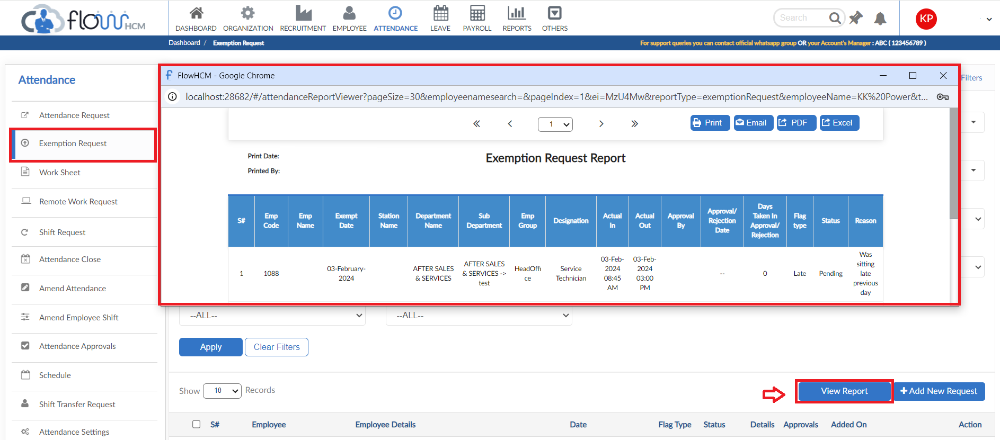 flow HCM
DASHBOARD ORGANIZATION RECRUITMENT EMPLOYEE ATTENDANCE LEAVE PAYROLL REPORTS OTHERS
Search
KP
Dashboard / Exemption Request
For support queries you can contact official whatsapp group OR your Account's Manager : ABC ( 123456789 )
Attendance
Attendance Request
Exemption Request
Work Sheet
Remote Work Request
Shift Request
Attendance Close
Amend Attendance
Amend Employee Shift
Attendance Approvals
Schedule
Shift Transfer Request
Attendance Settings
Filters
FlowHCM - Google Chrome
localhost:28682/#/attendanceReportViewer?pageSize=30&employeenamesearch=&pageIndex=1&ei=MzU4Mw&reportType=exemptionRequest&employeeName=KK%20Power&t...
1
Print Email PDF Excel
Print Date:
Exemption Request Report
Printed By:
S# Emp Code Emp Name Exempt Date Station Name Department Name Sub Department Emp Group Designation Actual In Actual Out Approval By Approval/ Rejection Date Days Taken In Approval/ Rejection Flag type Status Reason
1 1088 03-February-2024 AFTER SALES & SERVICES AFTER SALES & SERVICES -> test HeadOffice Service Technician 03-Feb-2024 08:45 AM 03-Feb-2024 03:00 PM -- 0 Late Pending Was sitting late previous day
--ALL-- --ALL--
Apply Clear Filters
Show 10 Records
View Report Add New Request
S# Employee Employee Details Date Flag Type Status Details Approvals Added On Action